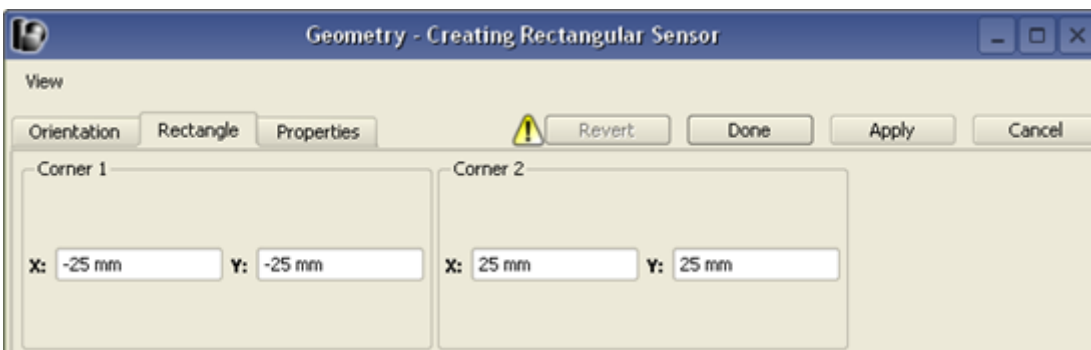 Geometry - Creating Rectangular Sensor
View
Orientation Rectangle Properties Revert Done Apply Cancel
Corner 1 Corner 2
X: -25 mm Y: -25 mm X: 25 mm Y: 25 mm